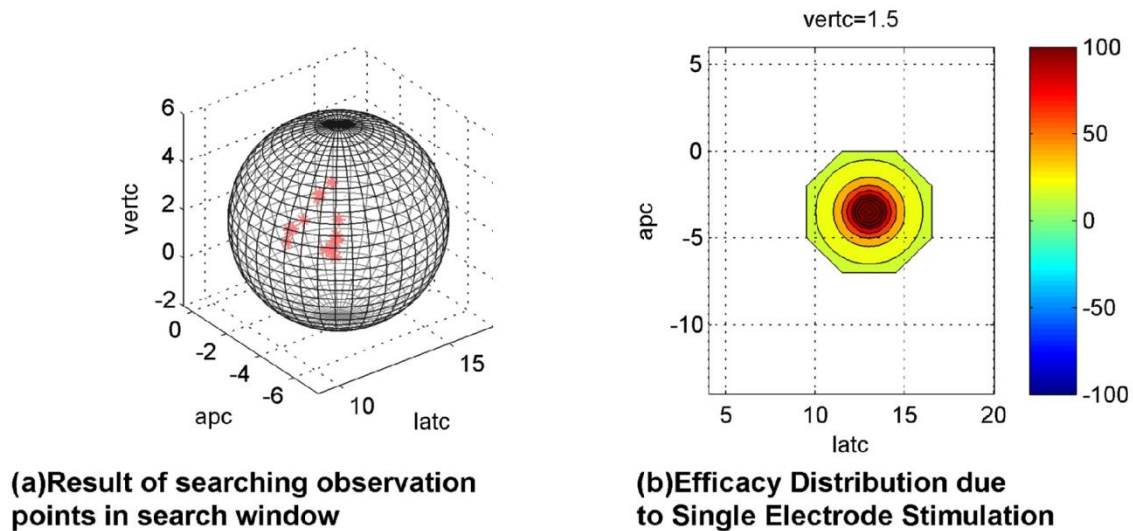 vertc
6
4
2
0
-2
0
-2
-4
-6
apc
10
15
latc
(a)Result of searching observation
points in search window
vertc=1.5
apc
5
0
-5
-10
5
10
15
20
latc
100
50
0
-50
-100
(b)Efficacy Distribution due
to Single Electrode Stimulation